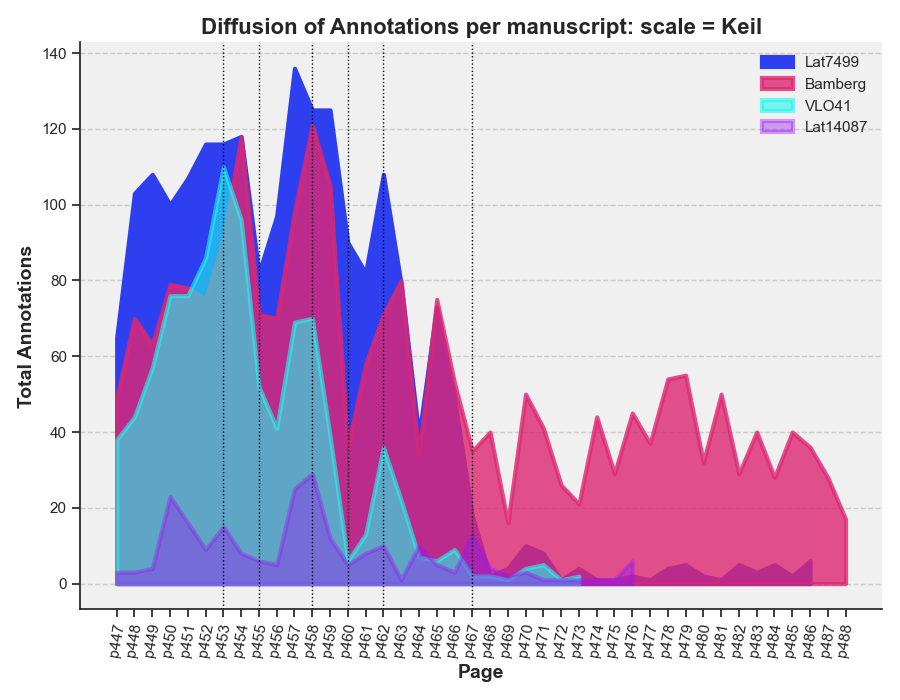 Diffusion of Annotations per manuscript: scale = Keil
Lat7499
Bamberg
VLO41
Lat14087
Total Annotations
140
120
100
80
60
40
20
0
p447
p448
p449
p450
p451
p452
p453
p454
p455
p456
p457
p458
p459
p460
p461
p462
p463
p464
p465
p466
p467
p468
p469
p470
p471
p472
p473
p474
p475
p476
p477
p478
p479
p480
p481
p482
p483
p484
p485
p486
p487
p488
Page